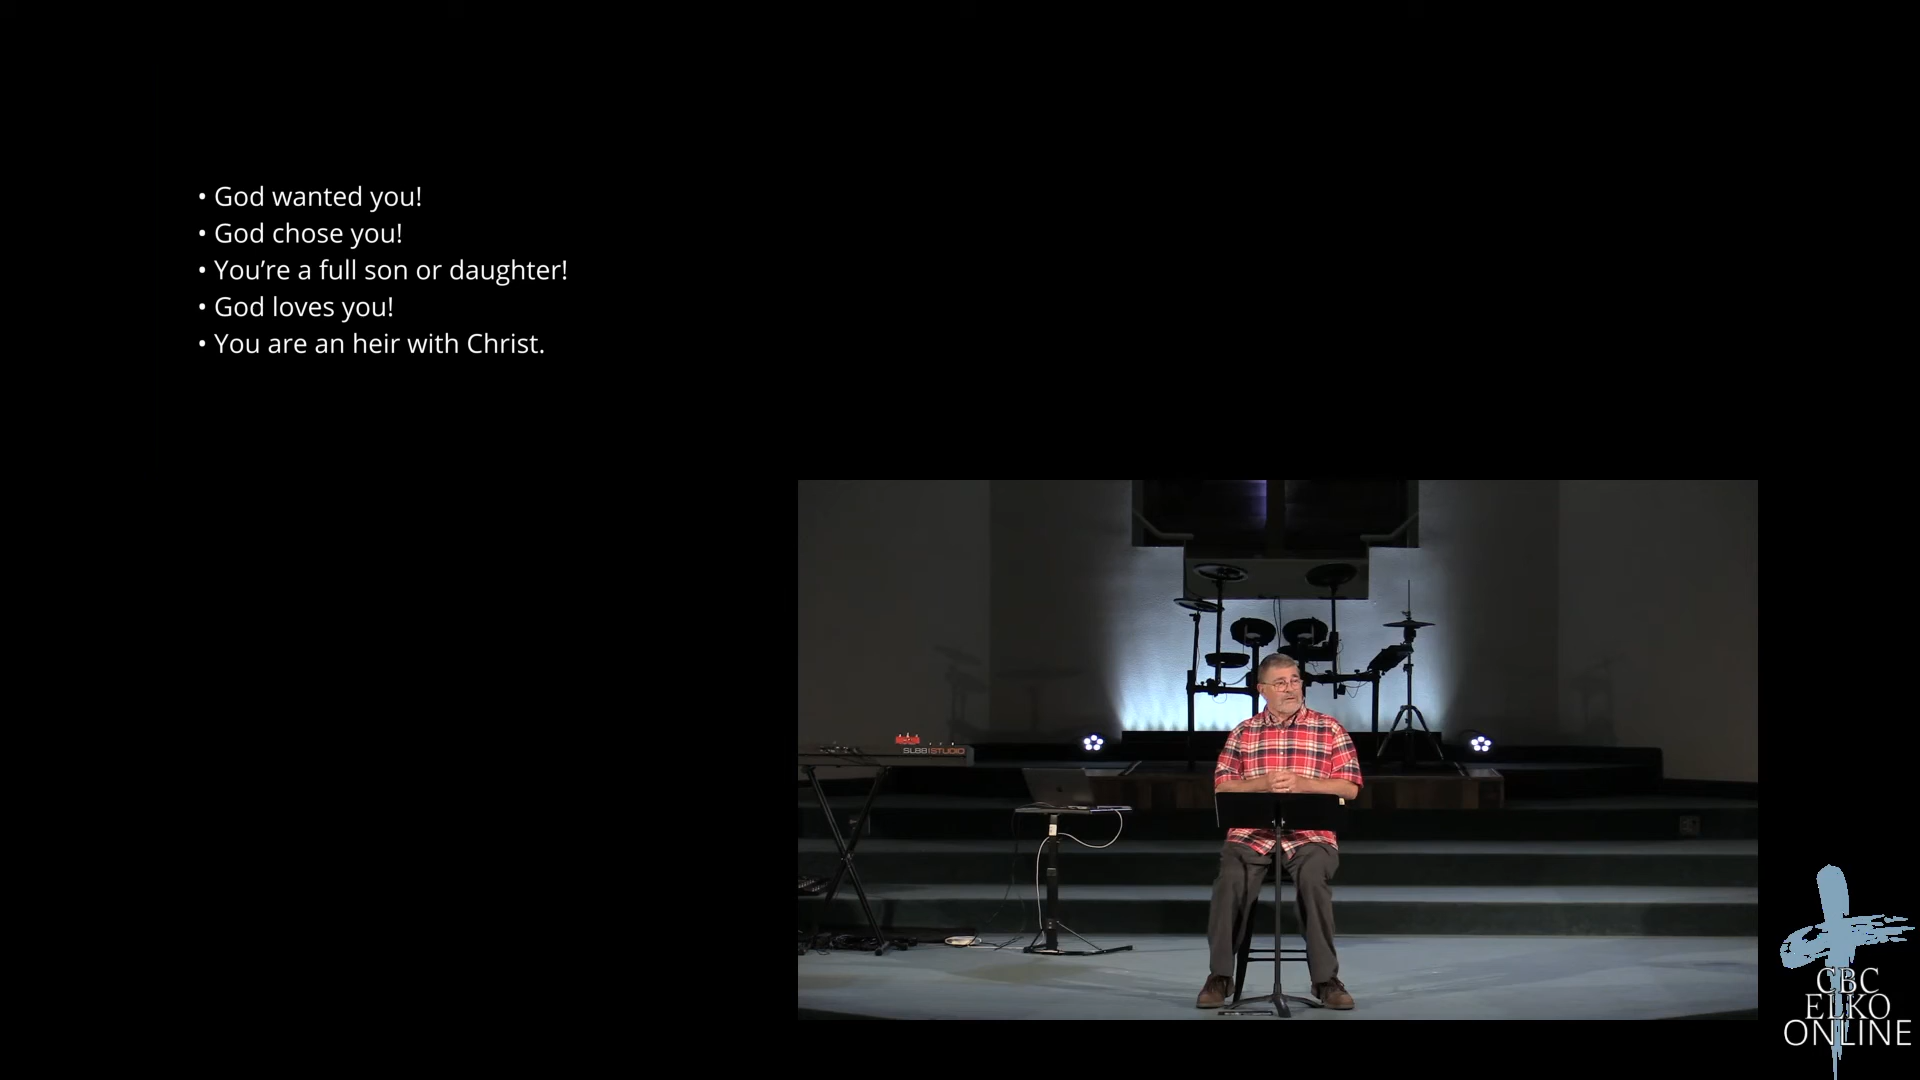 • God wanted you!
• God chose you!
• You’re a full son or daughter!
• God loves you!
• You are an heir with Christ.
SL88 STUDIO
CBC
ELKO
ONLINE